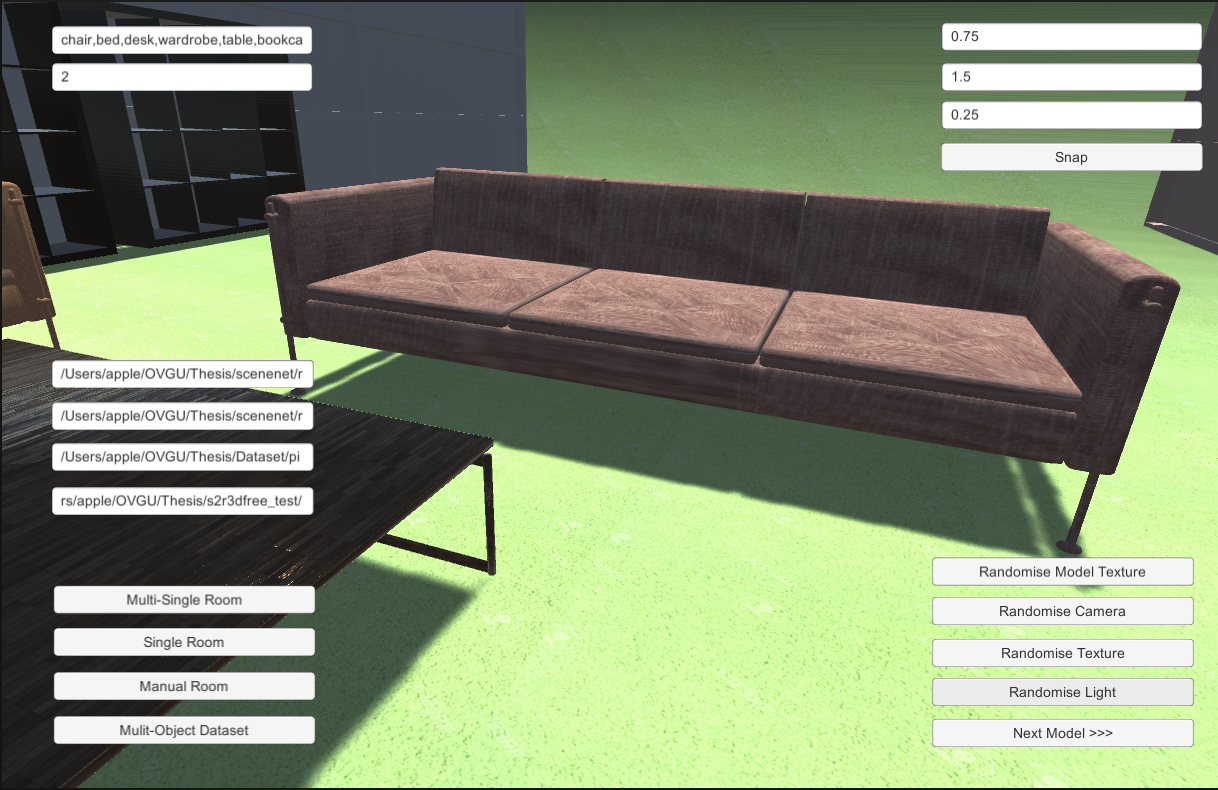 chair,bed,desk,wardrobe,table,bookca
2
0.75
1.5
0.25
Snap
/Users/apple/OVGU/Thesis/scenenet/r
/Users/apple/OVGU/Thesis/scenenet/r
/Users/apple/OVGU/Thesis/Dataset/pi
rs/apple/OVGU/Thesis/s2r3dfree_test/
Multi-Single Room
Single Room
Manual Room
Mulit-Object Dataset
Randomise Model Texture
Randomise Camera
Randomise Texture
Randomise Light
Next Model >>>